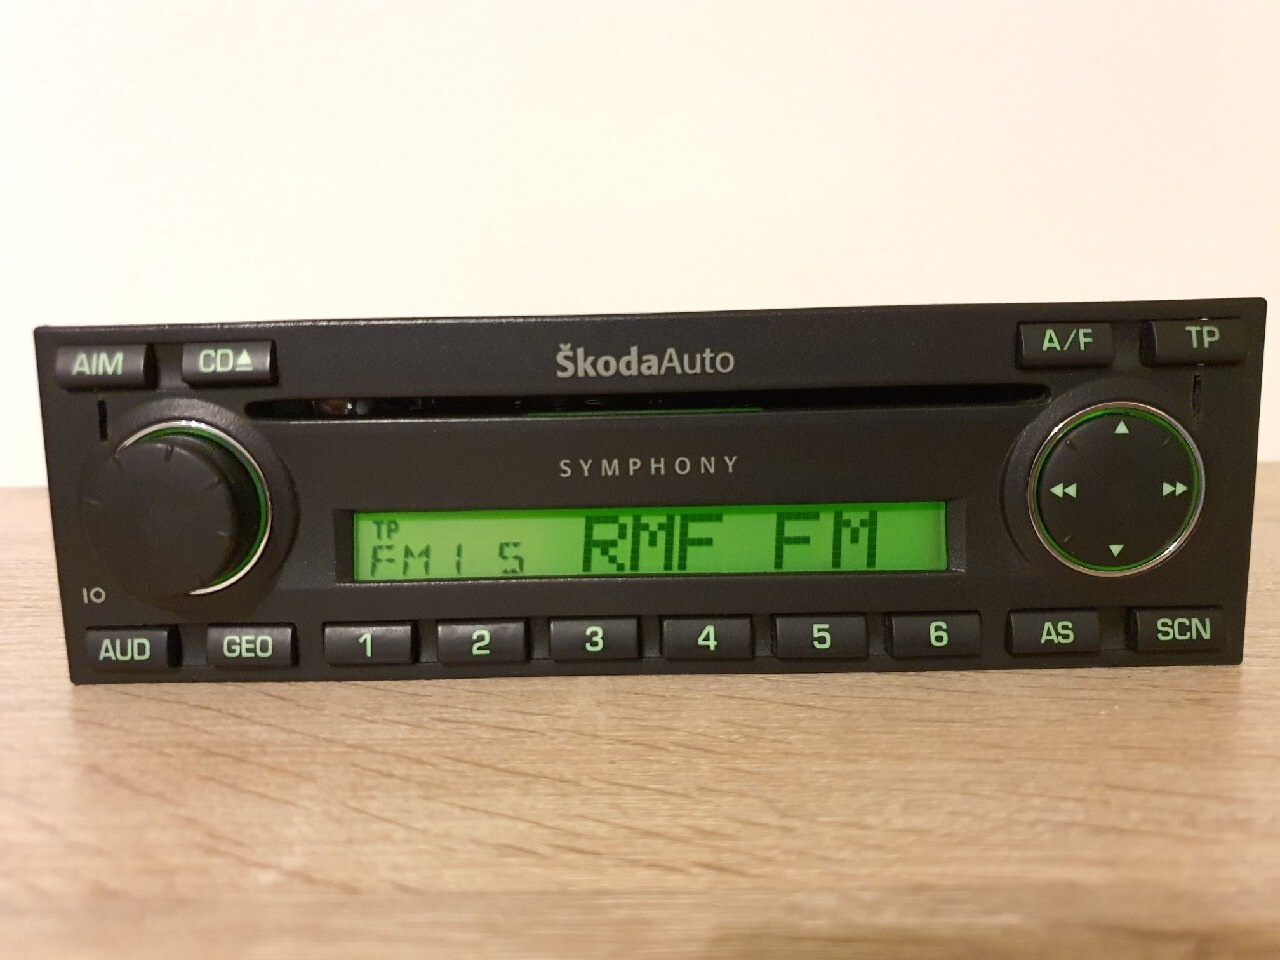 AIM CD ŠkodaAuto A/F TP
SYMPHONY
TP
FM1 5 RMF FM
IO
AUD GEO 1 2 3 4 5 6 AS SCN